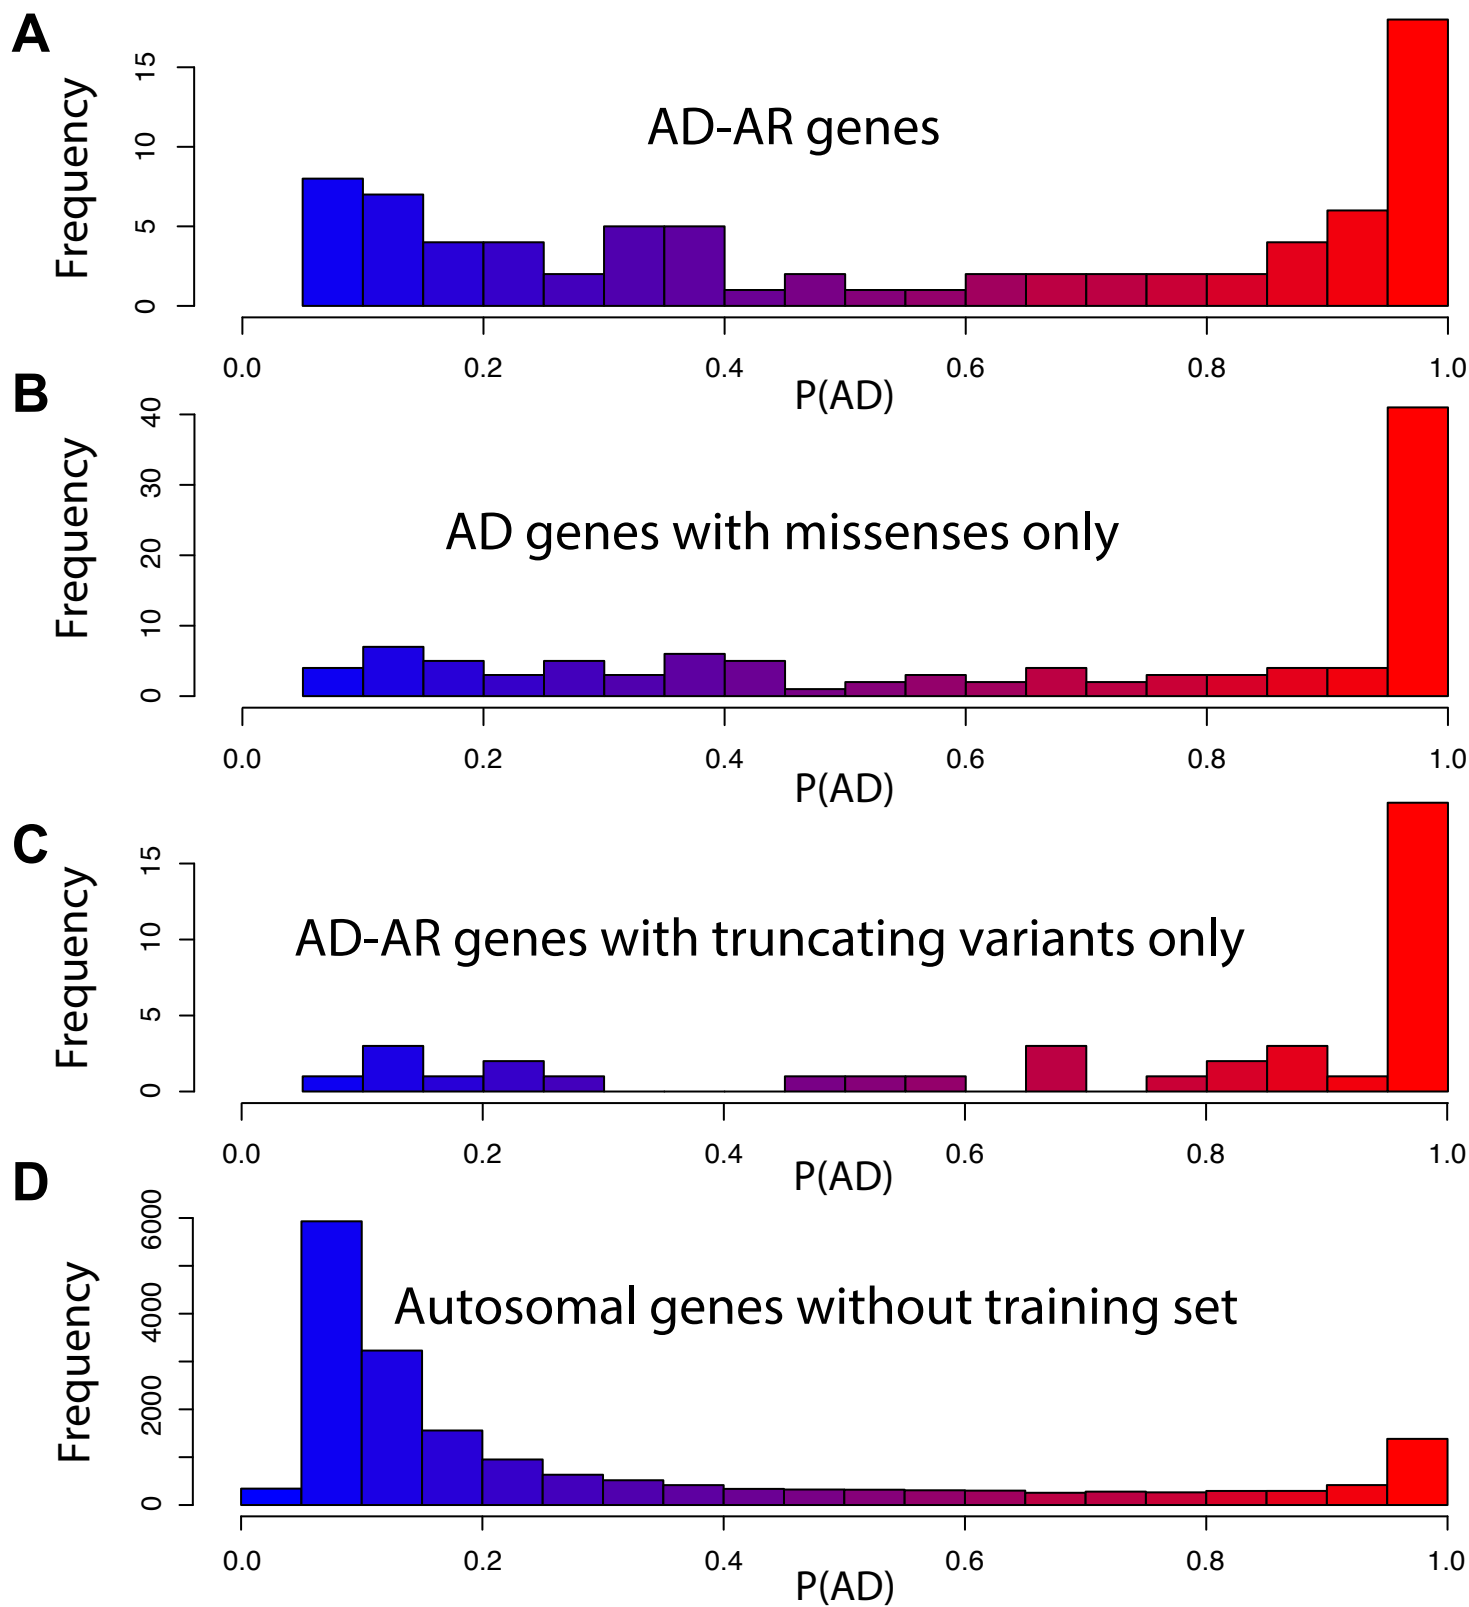 A
Frequency
0 5 10 15
AD-AR genes
0.0 0.2 0.4 0.6 0.8 1.0
P(AD)
B
Frequency
0 10 20 30 40
AD genes with missenses only
0.0 0.2 0.4 0.6 0.8 1.0
P(AD)
C
Frequency
0 5 10 15
AD-AR genes with truncating variants only
0.0 0.2 0.4 0.6 0.8 1.0
P(AD)
D
Frequency
0 2000 4000 6000
Autosomal genes without training set
0.0 0.2 0.4 0.6 0.8 1.0
P(AD)